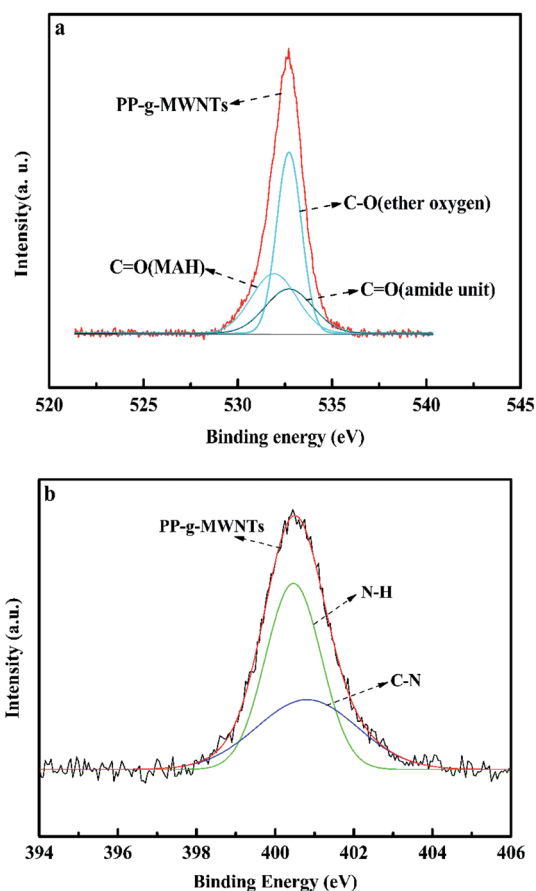 a
PP-g-MWNTs
C-O(ether oxygen)
C=O(MAH)
C=O(amide unit)
Intensity(a. u.)
520 525 530 535 540 545
Binding energy (eV)
b
PP-g-MWNTs
N-H
C-N
Intensity (a.u.)
394 396 398 400 402 404 406
Binding Energy (eV)